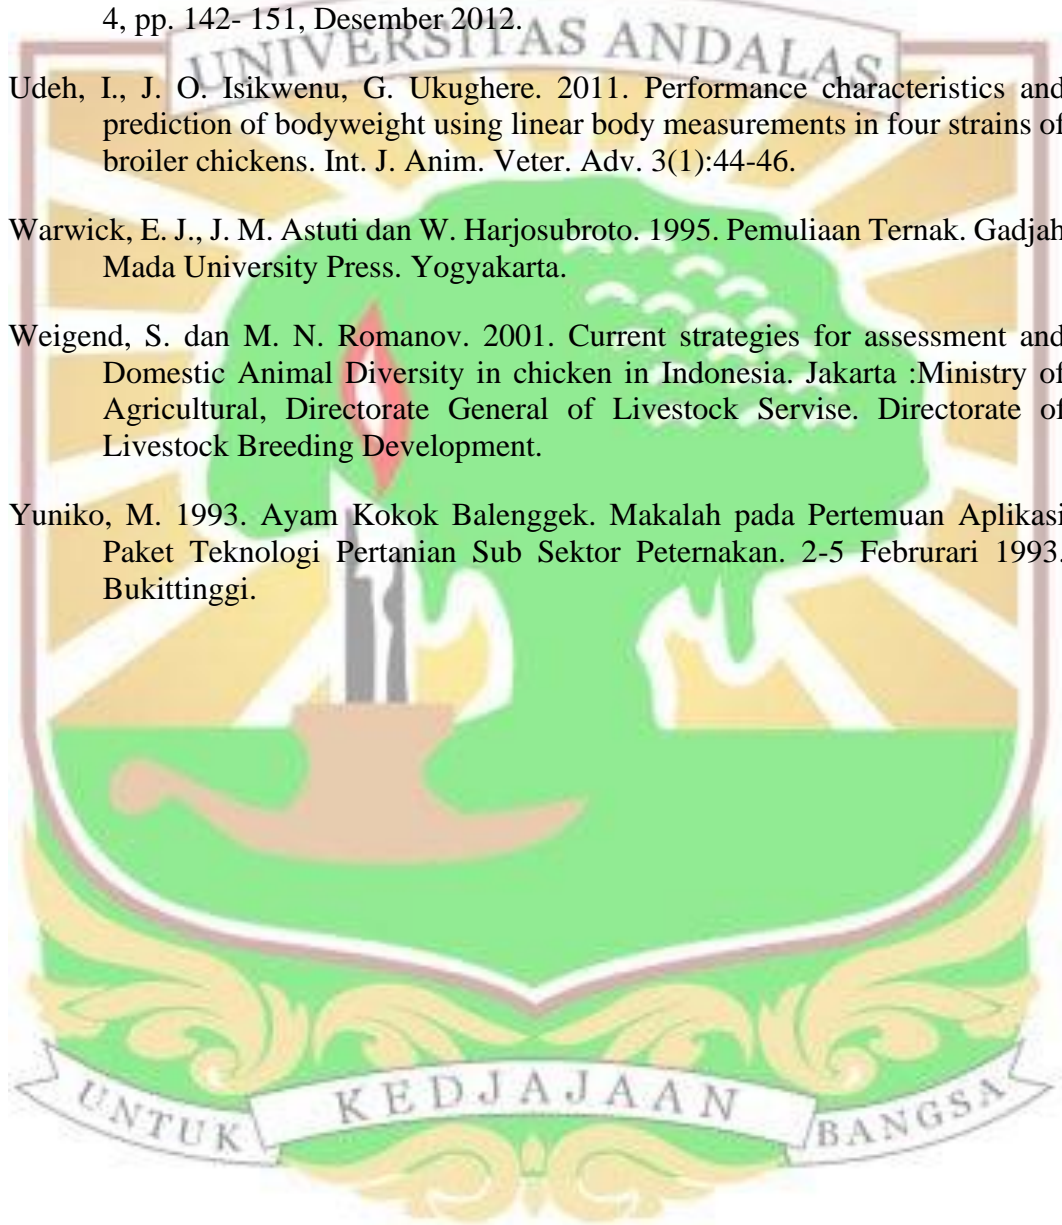 4, pp. 142- 151, Desember 2012.
UNIVERSITAS ANDALAS
Udeh, I., J. O. Isikwenu, G. Ukughere. 2011. Performance characteristics and
prediction of bodyweight using linear body measurements in four strains of
broiler chickens. Int. J. Anim. Veter. Adv. 3(1):44-46.
Warwick, E. J., J. M. Astuti dan W. Harjosubroto. 1995. Pemuliaan Ternak. Gadjah
Mada University Press. Yogyakarta.
Weigend, S. dan M. N. Romanov. 2001. Current strategies for assessment and
Domestic Animal Diversity in chicken in Indonesia. Jakarta :Ministry of
Agricultural, Directorate General of Livestock Servise. Directorate of
Livestock Breeding Development.
Yuniko, M. 1993. Ayam Kokok Balenggek. Makalah pada Pertemuan Aplikasi
Paket Teknologi Pertanian Sub Sektor Peternakan. 2-5 Februrari 1993.
Bukittinggi.
UNTUK KEDJAJAAN BANGSA